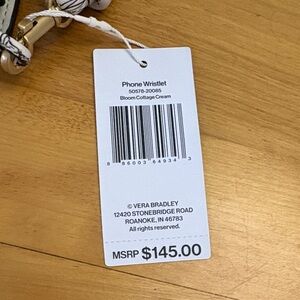 Phone Wristlet
50578-20085
Bloom Cottage Cream
8 86003 64934 3
© VERA BRADLEY
12420 STONEBRIDGE ROAD
ROANOKE, IN 46783
All rights reserved.
MSRP $145.00